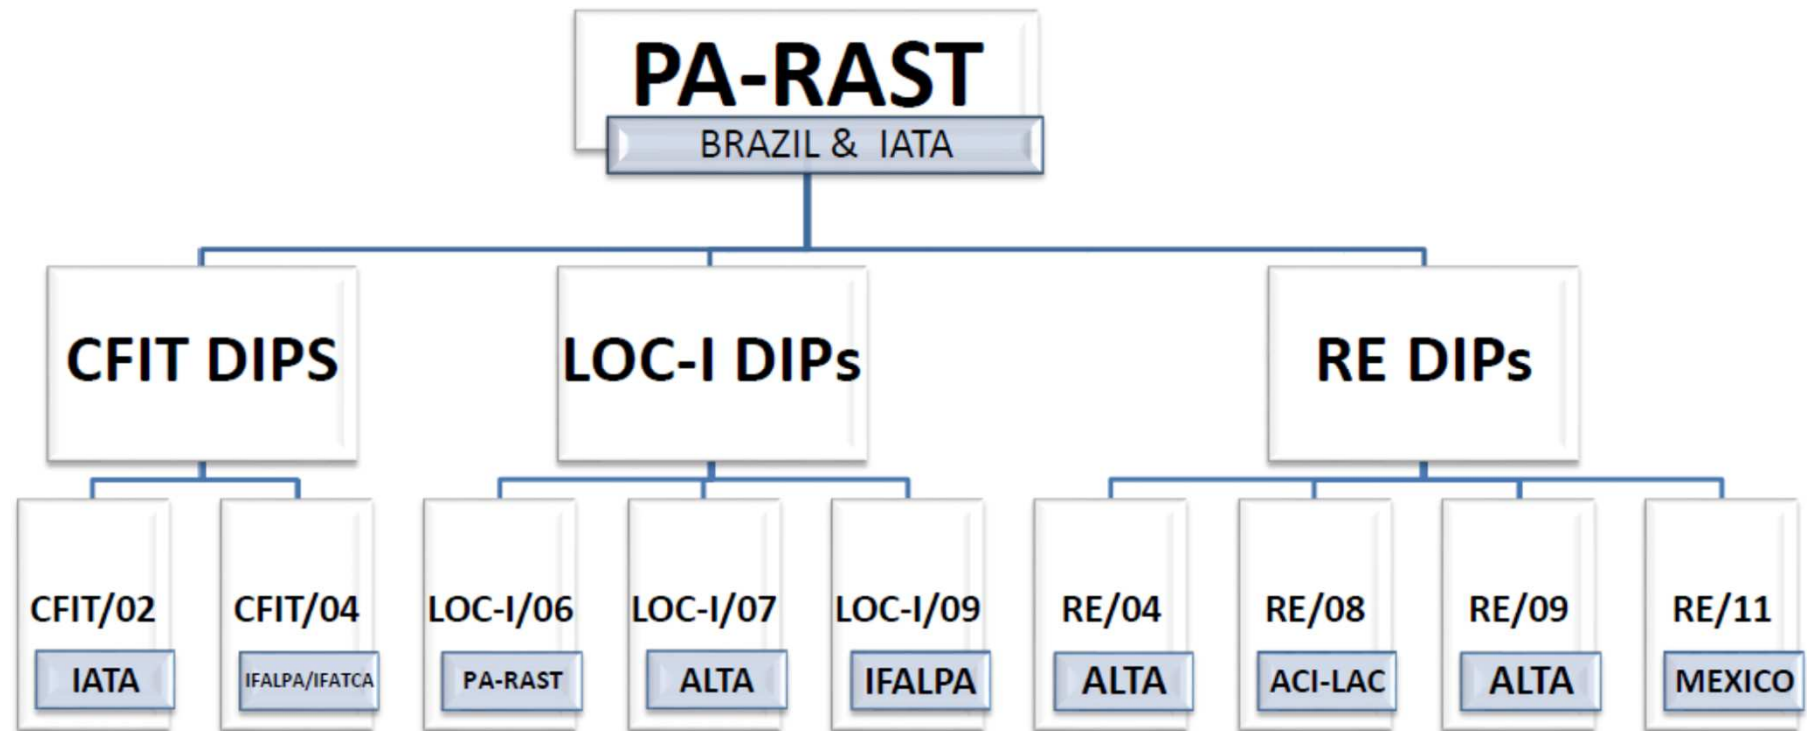 PA-RAST
BRAZIL & IATA
CFIT DIPS
LOC-I DIPs
RE DIPs
CFIT/02
IATA
CFIT/04
IFALPA/IFATCA
LOC-I/06
PA-RAST
LOC-I/07
ALTA
LOC-I/09
IFALPA
RE/04
ALTA
RE/08
ACI-LAC
RE/09
ALTA
RE/11
MEXICO